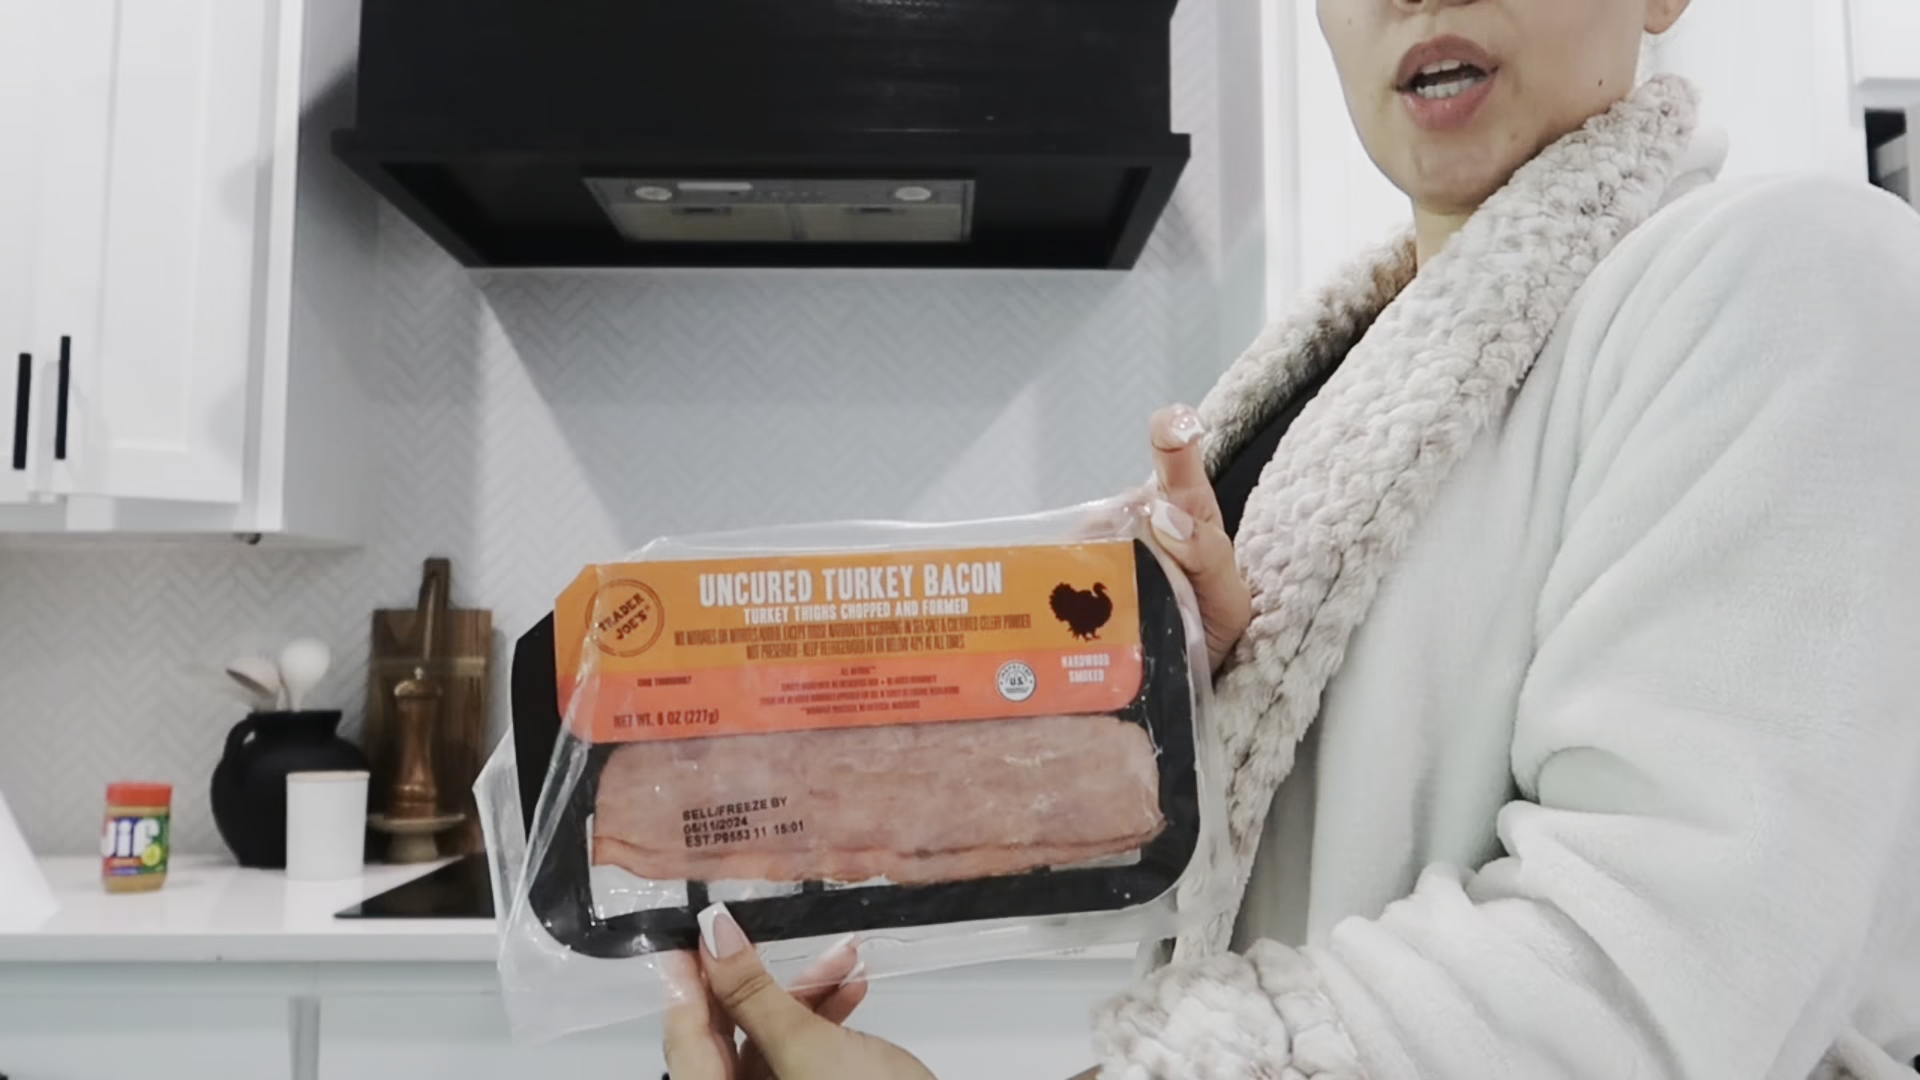 UNCURED TURKEY BACON
TURKEY THIGHS CHOPPED AND FORMED
NO NITRATES OR NITRITES ADDED, EXCEPT THOSE NATURALLY OCCURRING IN SEA SALT & CULTURED CELERY POWDER
NOT PRESERVED - KEEP REFRIGERATED AT OR BELOW 40°F AT ALL TIMES
TRADER
JOE'S
HARDWOOD
SMOKED
U.S.
NET WT. 8 OZ (227g)
SELL/FREEZE BY
05/11/2024
EST.P9553 11 15:01
Jif